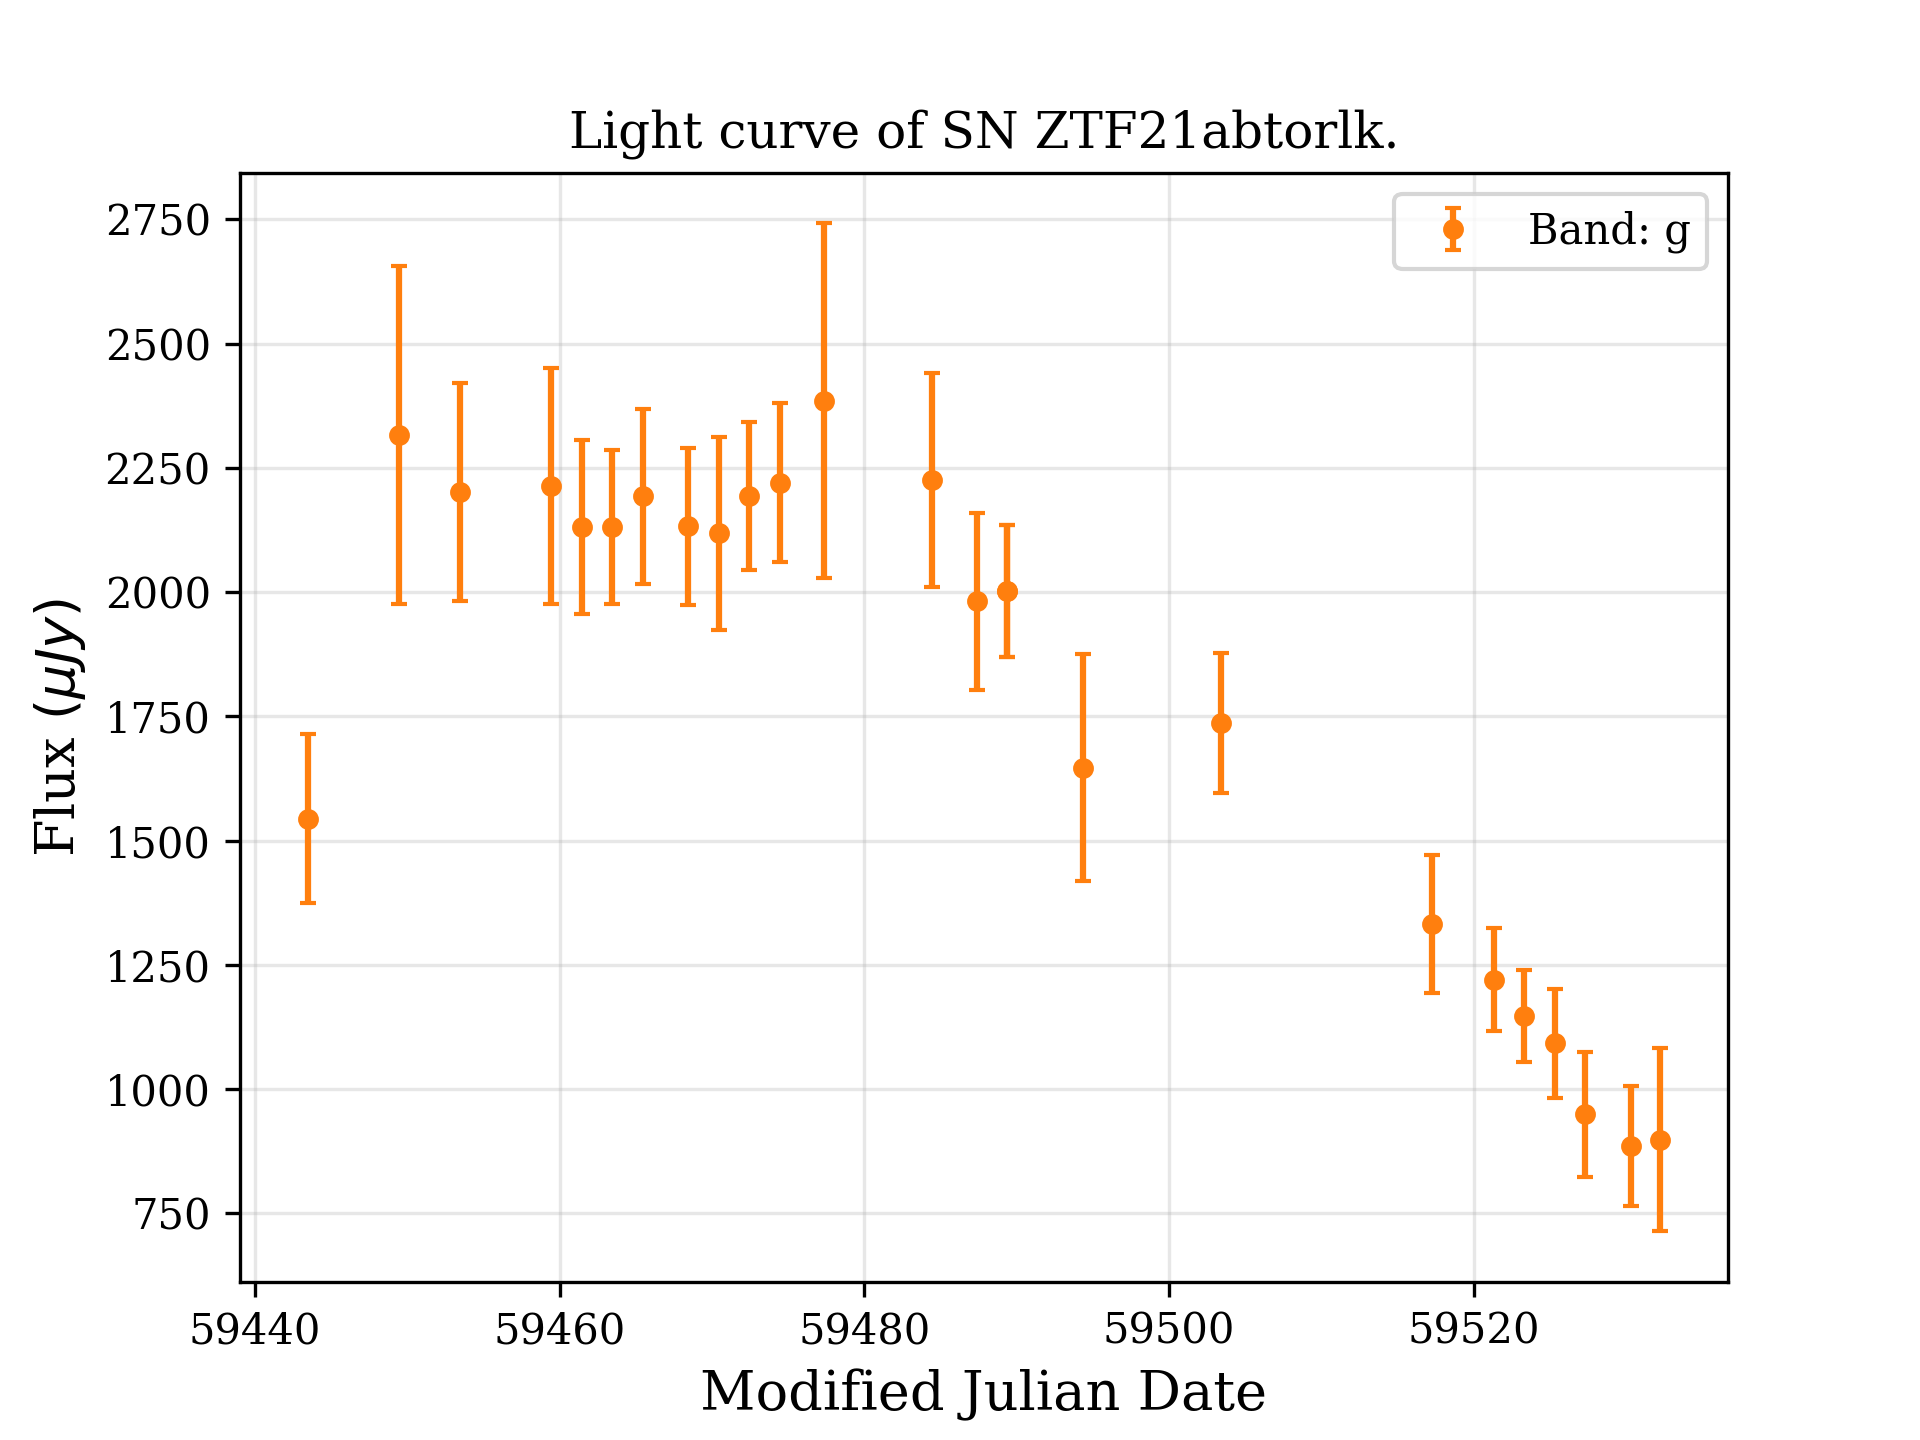 Light curve of SN ZTF21abtorlk.
Band: g
2750
2500
2250
2000
1750
1500
1250
1000
750
Flux (μJy)
59440 59460 59480 59500 59520
Modified Julian Date